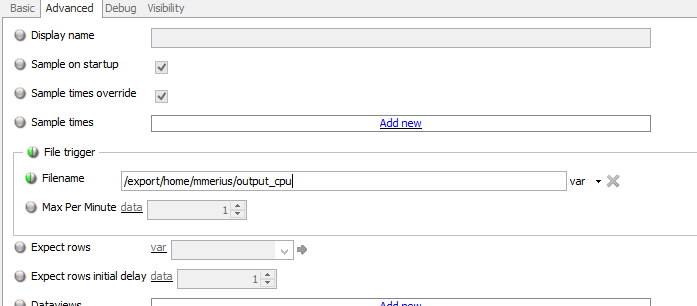 Basic Advanced Debug Visibility
Display name
Sample on startup
Sample times override
Sample times Add new
File trigger
Filename /export/home/mmerius/output_cpu var
Max Per Minute data 1
Expect rows var
Expect rows initial delay data 1
Dataviews Add new